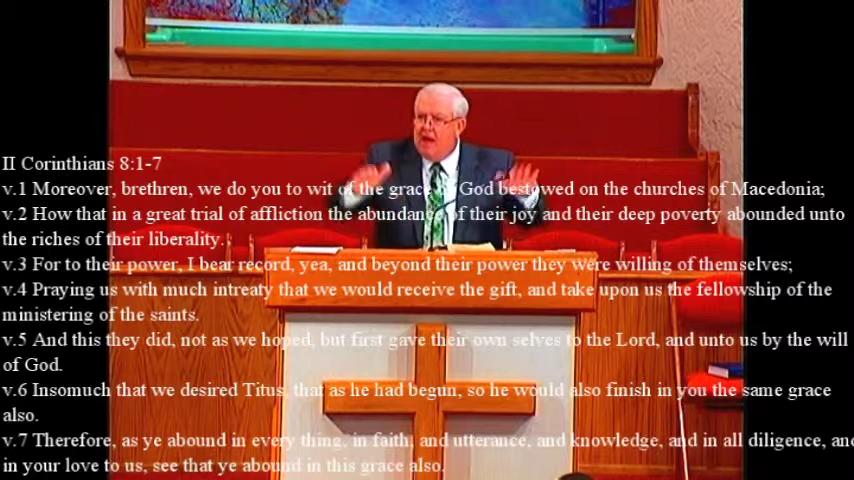 II Corinthians 8:1-7
v.1 Moreover, brethren, we do you to wit of the grace of God bestowed on the churches of Macedonia;
v.2 How that in a great trial of affliction the abundance of their joy and their deep poverty abounded unto
the riches of their liberality.
v.3 For to their power, I bear record, yea, and beyond their power they were willing of themselves;
v.4 Praying us with much intreaty that we would receive the gift, and take upon us the fellowship of the
ministering of the saints.
v.5 And this they did, not as we hoped, but first gave their own selves to the Lord, and unto us by the will
of God.
v.6 Insomuch that we desired Titus, that as he had begun, so he would also finish in you the same grace
also.
v.7 Therefore, as ye abound in every thing, in faith, and utterance, and knowledge, and in all diligence, and
in your love to us, see that ye abound in this grace also.